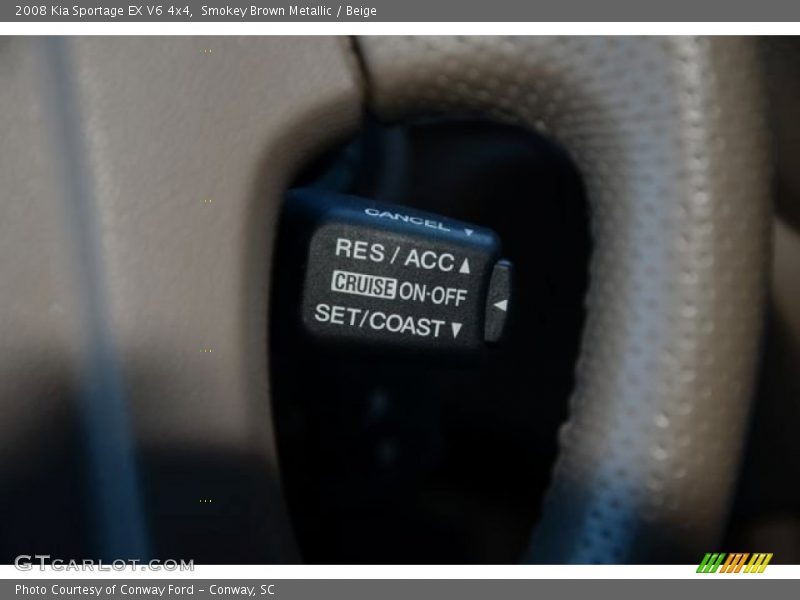 2008 Kia Sportage EX V6 4x4,  Smokey Brown Metallic / Beige
CANCEL ▼
RES / ACC ▲
CRUISE ON·OFF ◀
SET/COAST ▼
GTCARLOT.COM
Photo Courtesy of Conway Ford - Conway, SC